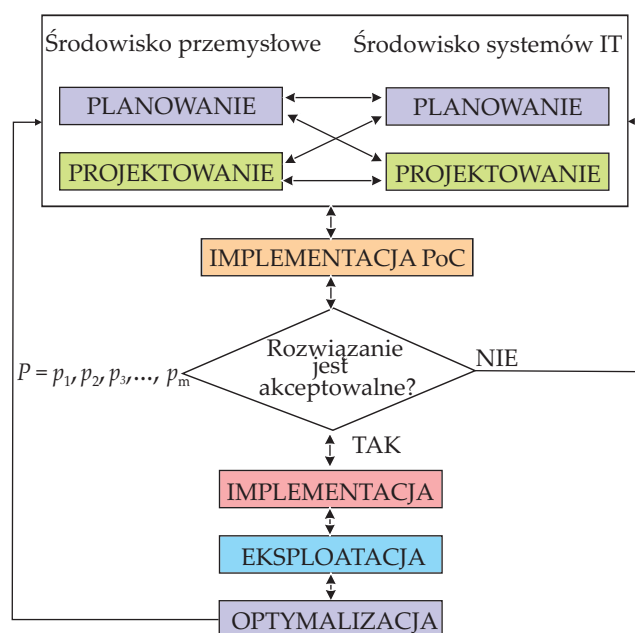 Środowisko przemysłowe
Środowisko systemów IT
PLANOWANIE
PLANOWANIE
PROJEKTOWANIE
PROJEKTOWANIE
IMPLEMENTACJA PoC
Rozwiązanie
jest
akceptowalne?
P = p₁, p₂, p₃,..., pₘ
NIE
TAK
IMPLEMENTACJA
EKSPLOATACJA
OPTYMALIZACJA